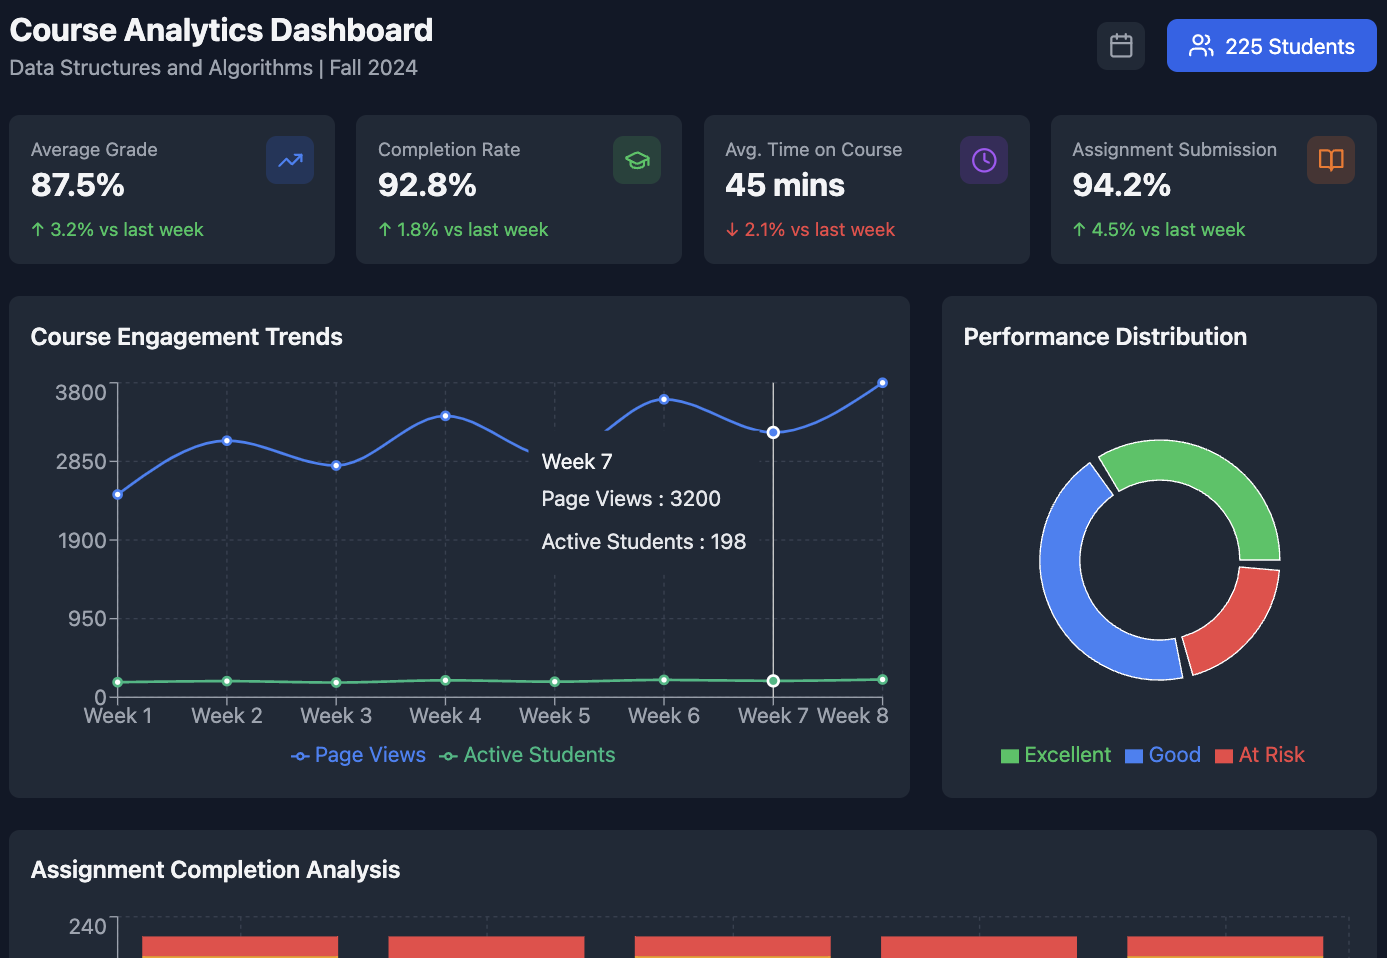 Course Analytics Dashboard
Data Structures and Algorithms | Fall 2024
225 Students
Average Grade
87.5%
↑ 3.2% vs last week
Completion Rate
92.8%
↑ 1.8% vs last week
Avg. Time on Course
45 mins
↓ 2.1% vs last week
Assignment Submission
94.2%
↑ 4.5% vs last week
Course Engagement Trends
3800
2850
1900
950
0
Week 7
Page Views : 3200
Active Students : 198
Week 1 Week 2 Week 3 Week 4 Week 5 Week 6 Week 7 Week 8
Page Views Active Students
Performance Distribution
Excellent Good At Risk
Assignment Completion Analysis
240